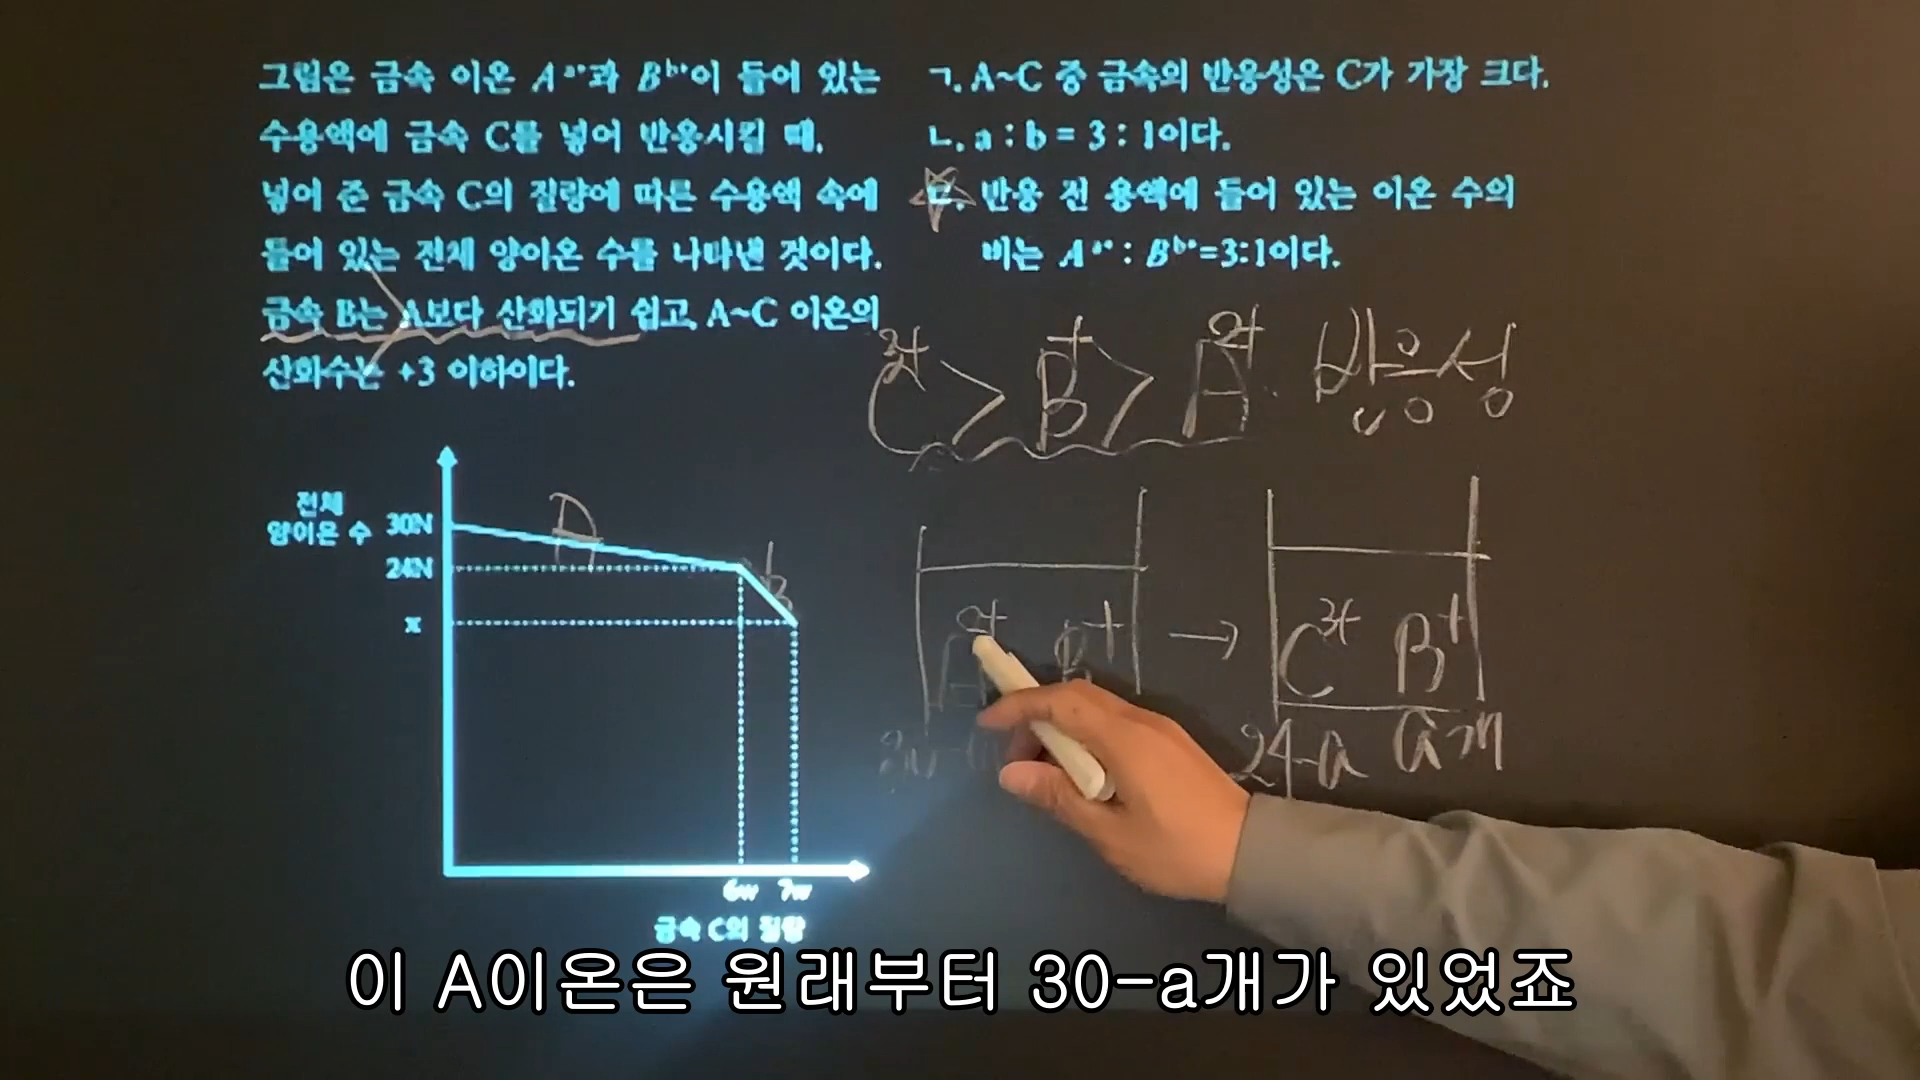 그림은 금속 이온 Aᵃ⁺과 Bᵇ⁺이 들어 있는
수용액에 금속 C를 넣어 반응시킬 때,
넣어 준 금속 C의 질량에 따른 수용액 속에
들어 있는 전체 양이온 수를 나타낸 것이다.
금속 B는 A보다 산화되기 쉽고, A~C 이온의
산화수는 +3 이하이다.
ㄱ. A~C 중 금속의 반응성은 C가 가장 크다.
ㄴ. a : b = 3 : 1이다.
ㄷ. 반응 전 용액에 들어 있는 이온 수의
비는 Aᵃ⁺ : Bᵇ⁺=3:1이다.
C³⁺ > B⁺ > A²⁺ 반응성
전체
양이온 수
30N
24N
x
A
B
6w 7w
금속 C의 질량
A²⁺ B⁺ → C³⁺ B⁺
24-a a개
이 A이온은 원래부터 30-a개가 있었죠